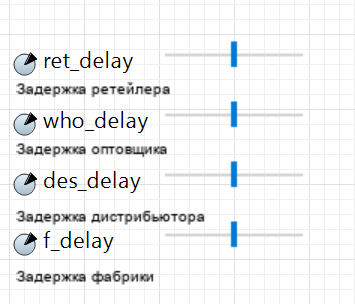 ret_delay
Задержка ретейлера
who_delay
Задержка оптовщика
des_delay
Задержка дистрибьютора
f_delay
Задержка фабрики